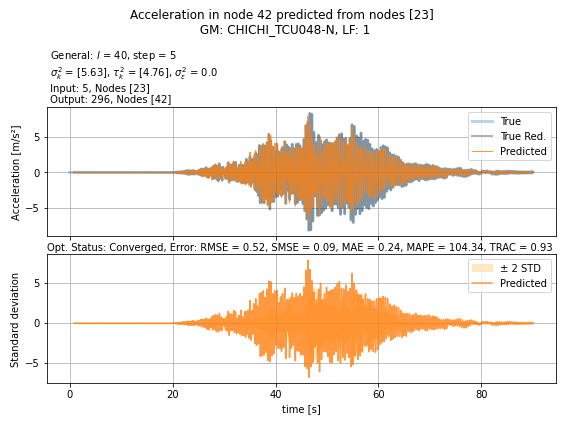 Acceleration in node 42 predicted from nodes [23]
GM: CHICHI_TCU048-N, LF: 1
General: l = 40, step = 5
σ²ₖ = [5.63], τ²ₖ = [4.76], σ²ε = 0.0
Input: 5, Nodes [23]
Output: 296, Nodes [42]
Acceleration [m/s²]
5
0
−5
True
True Red.
Predicted
Opt. Status: Converged, Error: RMSE = 0.52, SMSE = 0.09, MAE = 0.24, MAPE = 104.34, TRAC = 0.93
Standard deviation
5
0
−5
± 2 STD
Predicted
0 20 40 60 80
time [s]